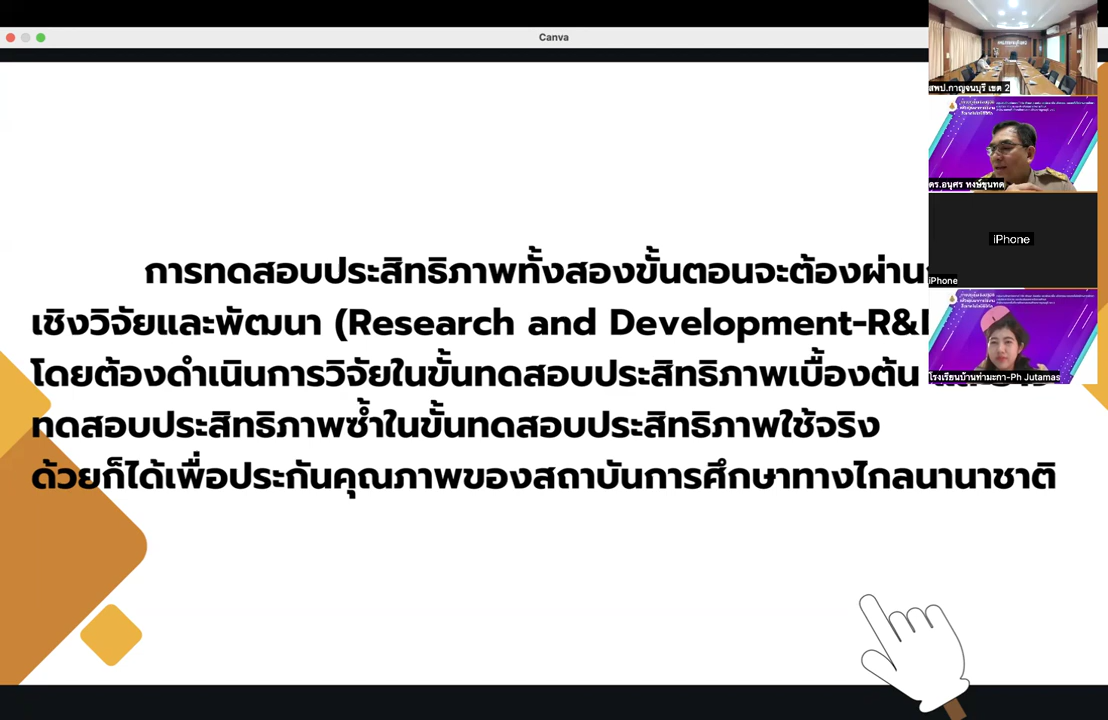 Canva
สพป.กาญจนบุรี เขต 2
ดร.อนุศร หงษ์ขุนทด
iPhone
iPhone
โรงเรียนบ้านท่ามะกา-Ph Jutamas
การทดสอบประสิทธิภาพทั้งสองขั้นตอนจะต้องผ่าน
เชิงวิจัยและพัฒนา (Research and Development-R&
โดยต้องดำเนินการวิจัยในขั้นทดสอบประสิทธิภาพเบื้องต้น
ทดสอบประสิทธิภาพซ้ำในขั้นทดสอบประสิทธิภาพใช้จริง
ด้วยก็ได้เพื่อประกันคุณภาพของสถาบันการศึกษาทางไกลนานาชาติ